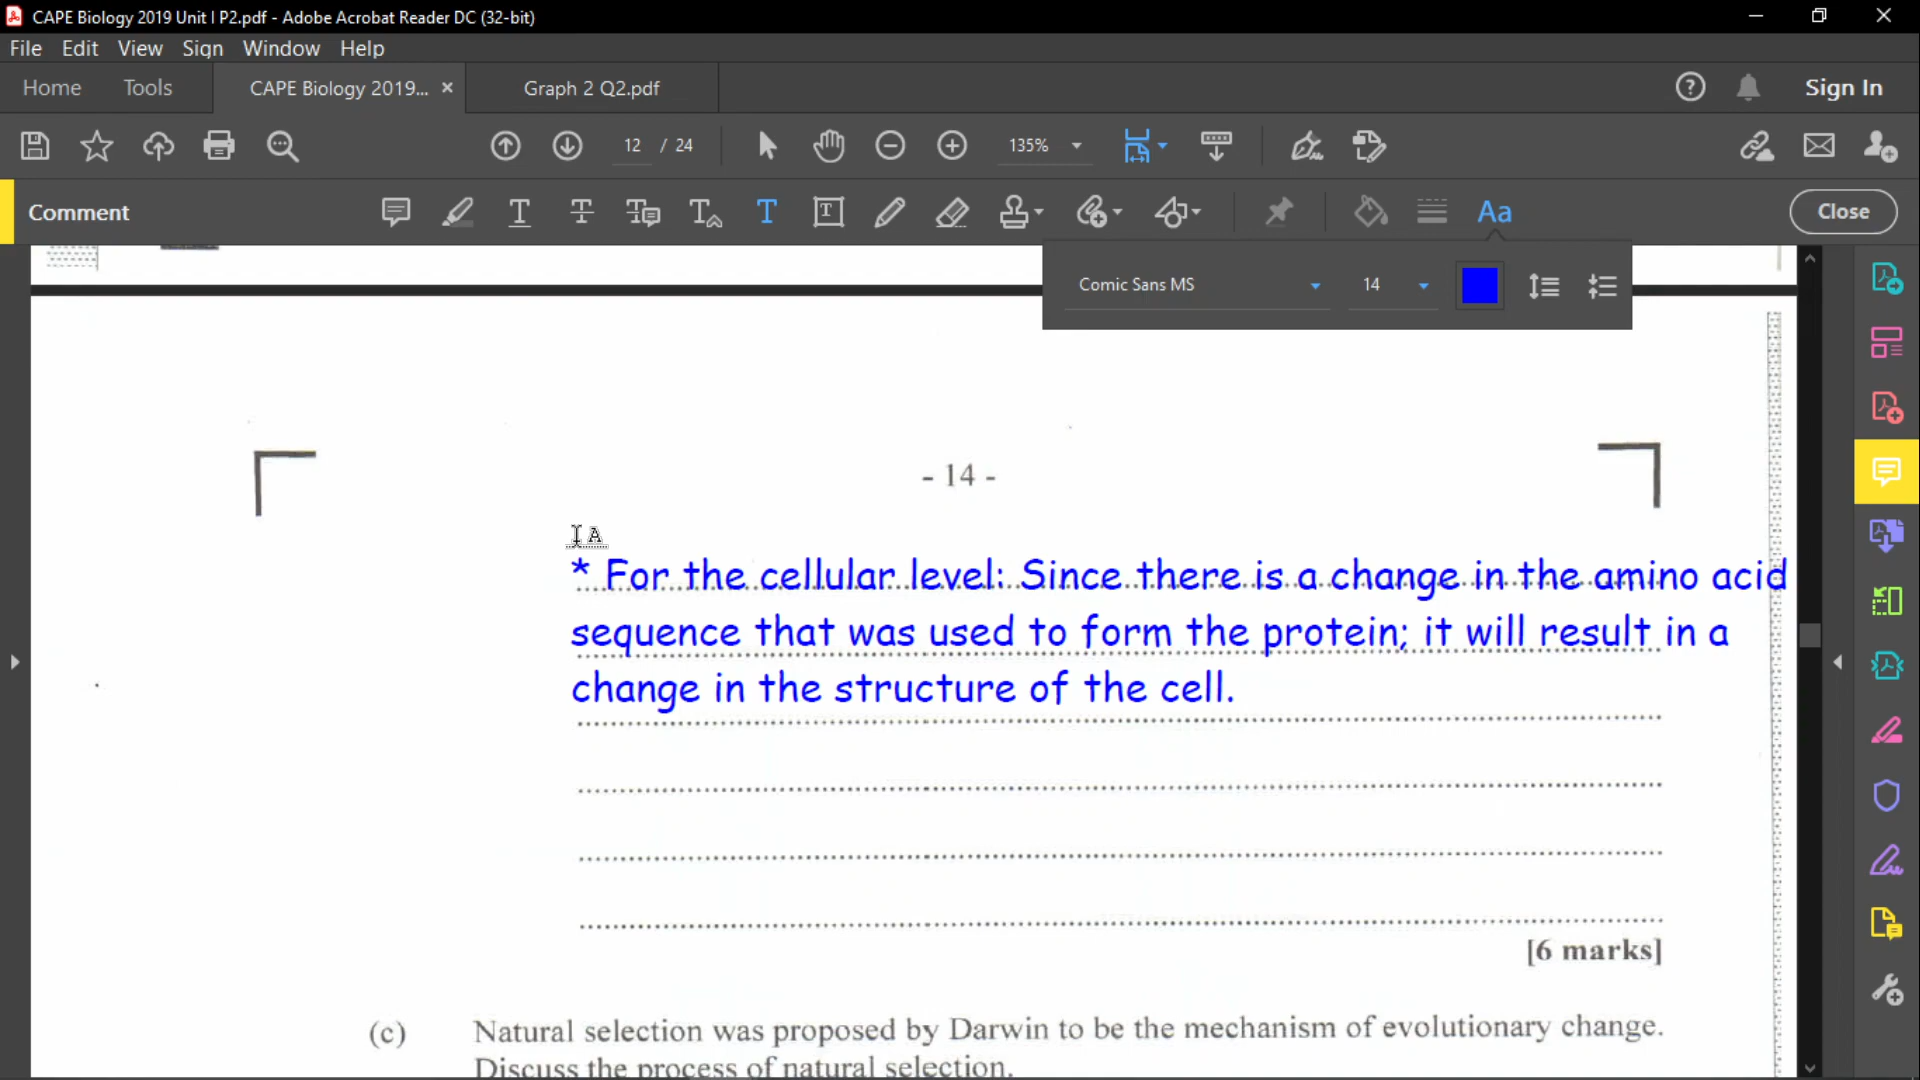 CAPE Biology 2019 Unit I P2.pdf - Adobe Acrobat Reader DC (32-bit)
File Edit View Sign Window Help
Home Tools CAPE Biology 2019... × Graph 2 Q2.pdf Sign In
12 / 24 135%
Comment Close
Aa
Comic Sans MS 14
- 14 -
* For the cellular level: Since there is a change in the amino acid
sequence that was used to form the protein; it will result in a
change in the structure of the cell.
[6 marks]
(c) Natural selection was proposed by Darwin to be the mechanism of evolutionary change.
Discuss the process of natural selection.